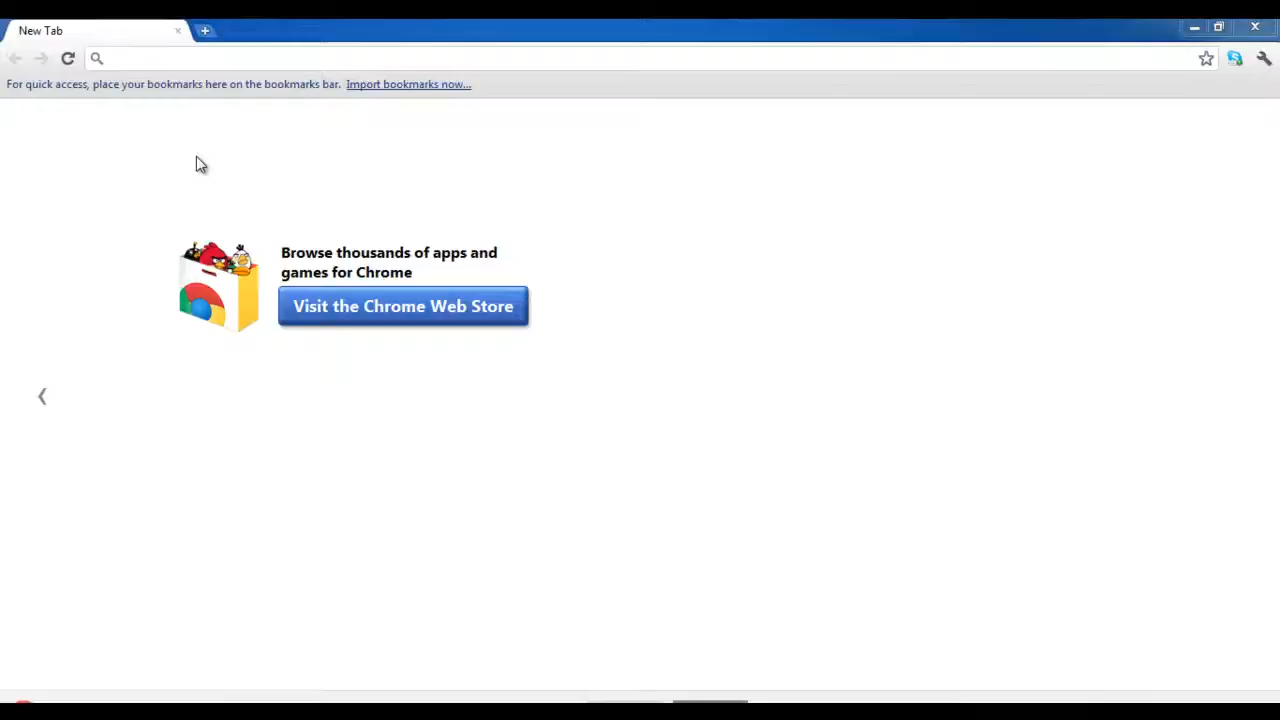 New Tab
For quick access, place your bookmarks here on the bookmarks bar. Import bookmarks now...
Browse thousands of apps and
games for Chrome
Visit the Chrome Web Store